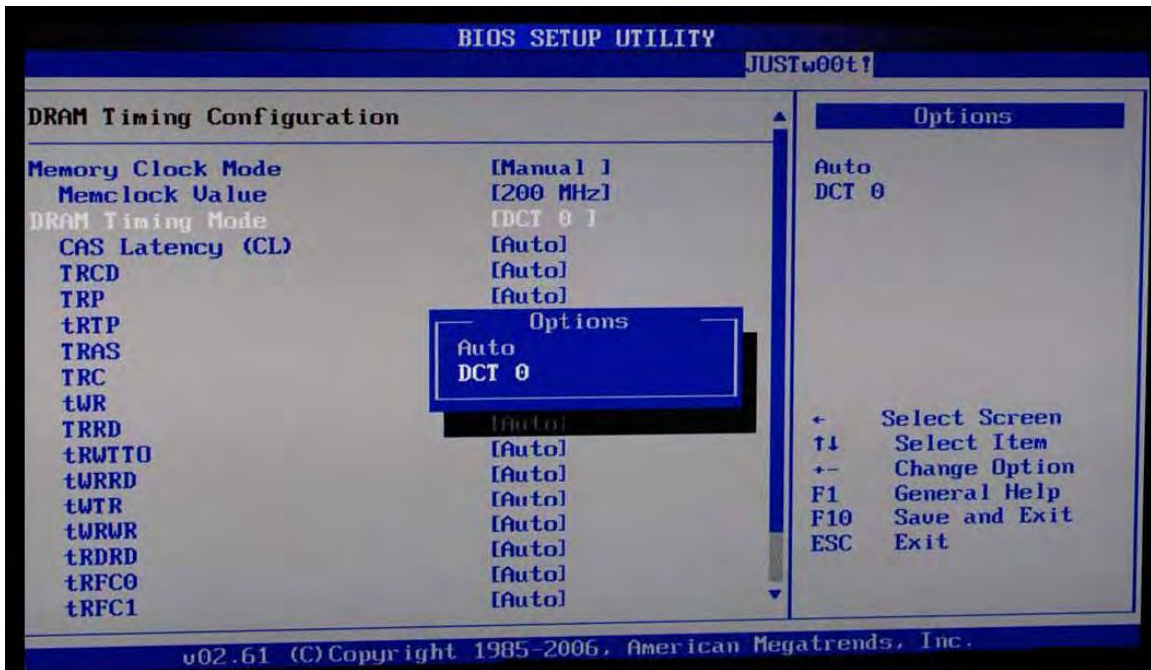 BIOS SETUP UTILITY
JUSTw00t!
DRAM Timing Configuration
Memory Clock Mode [Manual ]
Memclock Value [200 MHz]
DRAM Timing Mode [DCT 0 ]
CAS Latency (CL) [Auto]
TRCD [Auto]
TRP [Auto]
tRTP
TRAS
TRC
tWR
TRRD [Auto]
tRWTTO [Auto]
tWRRD [Auto]
tWTR [Auto]
tWRWR [Auto]
tRDRD [Auto]
tRFC0 [Auto]
tRFC1 [Auto]
Options
Auto
DCT 0
Options
Auto
DCT 0
← Select Screen
↑↓ Select Item
+- Change Option
F1 General Help
F10 Save and Exit
ESC Exit
v02.61 (C)Copyright 1985-2006, American Megatrends, Inc.